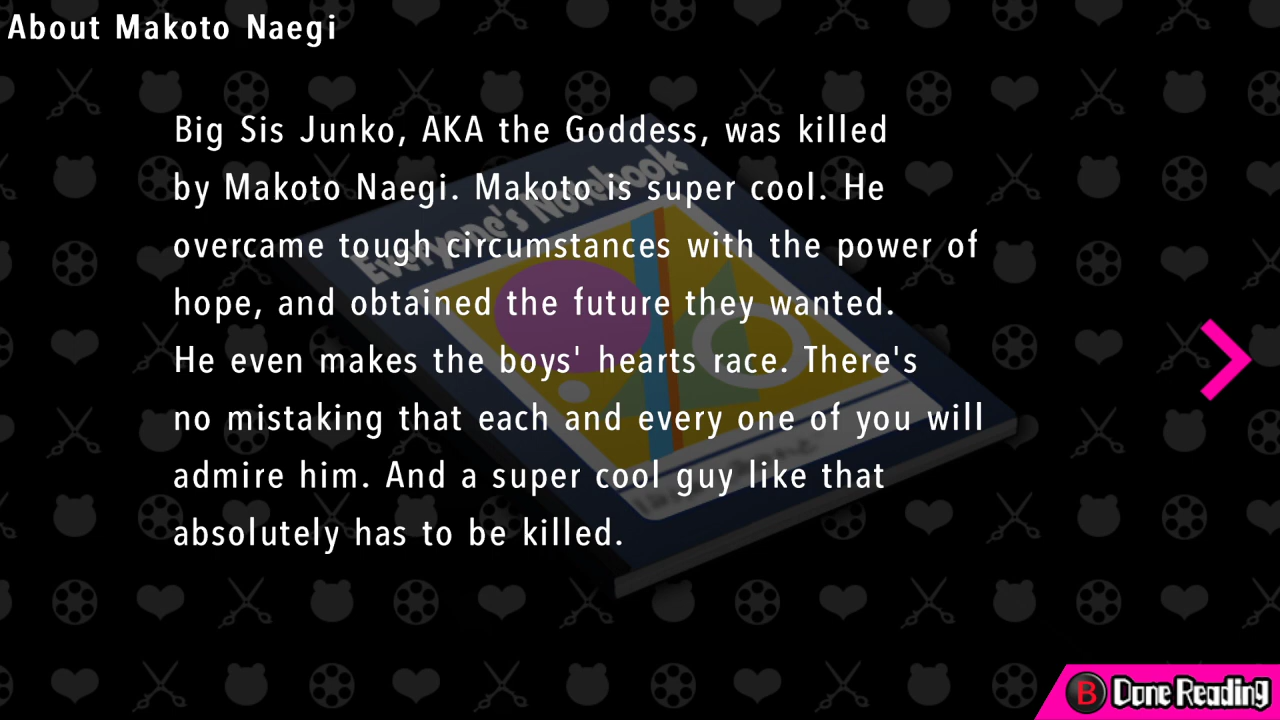 About Makoto Naegi
Big Sis Junko, AKA the Goddess, was killed
by Makoto Naegi. Makoto is super cool. He
overcame tough circumstances with the power of
hope, and obtained the future they wanted.
He even makes the boys' hearts race. There's
no mistaking that each and every one of you will
admire him. And a super cool guy like that
absolutely has to be killed.
Everyone's Notebook
B Done Reading